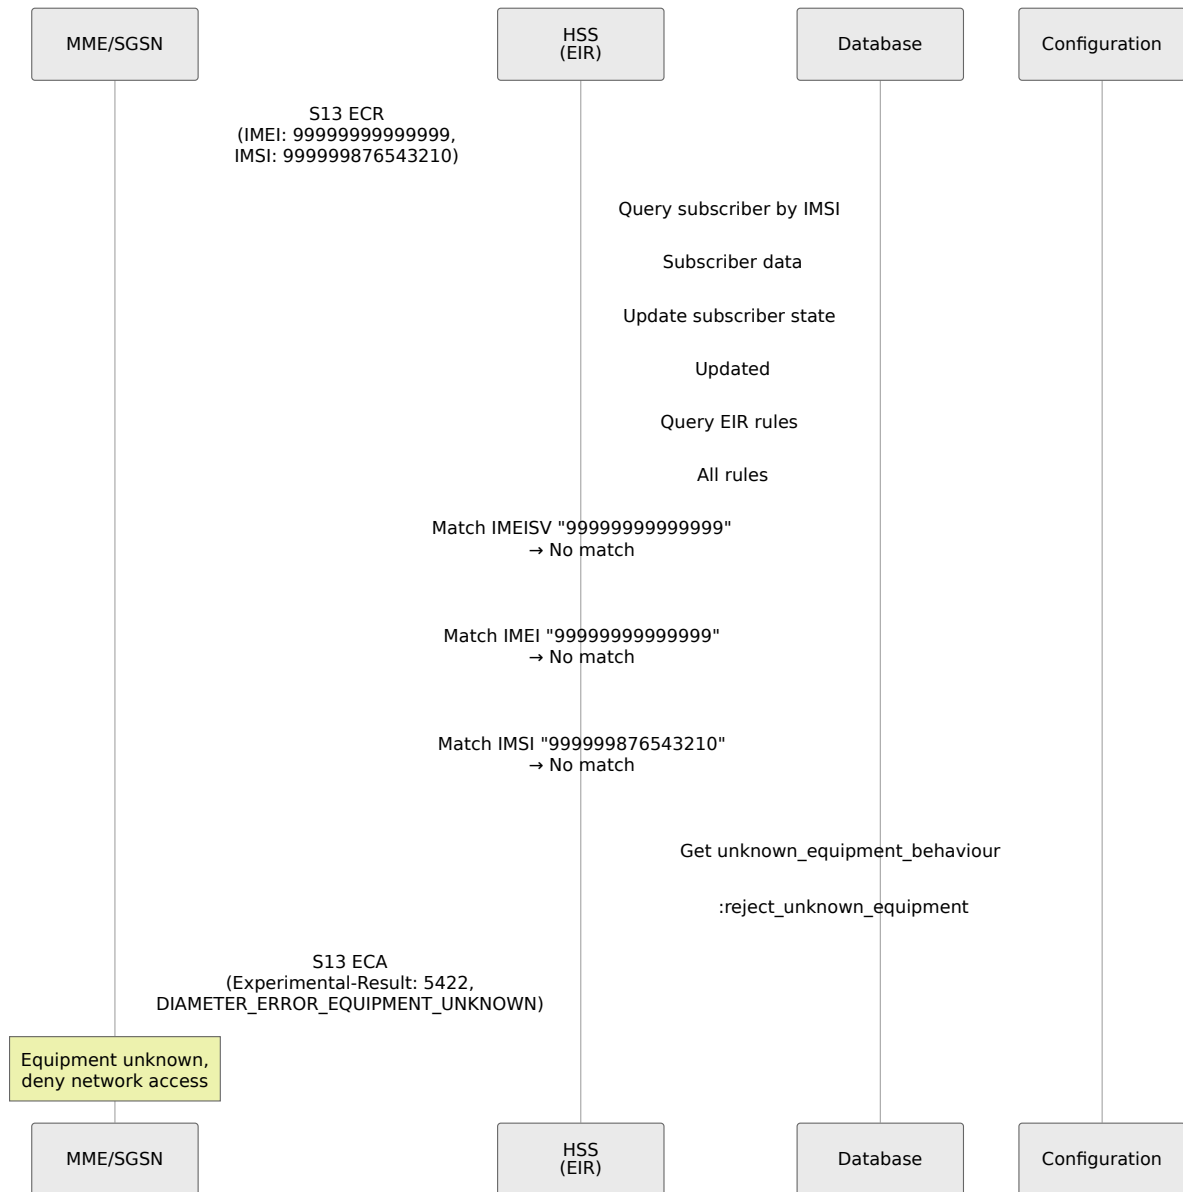 MME/SGSN
HSS
(EIR)
Database
Configuration
S13 ECR
(IMEI: 99999999999999,
IMSI: 999999876543210)
Query subscriber by IMSI
Subscriber data
Update subscriber state
Updated
Query EIR rules
All rules
Match IMEISV "99999999999999"
→ No match
Match IMEI "99999999999999"
→ No match
Match IMSI "999999876543210"
→ No match
Get unknown_equipment_behaviour
:reject_unknown_equipment
S13 ECA
(Experimental-Result: 5422,
DIAMETER_ERROR_EQUIPMENT_UNKNOWN)
Equipment unknown,
deny network access
MME/SGSN
HSS
(EIR)
Database
Configuration